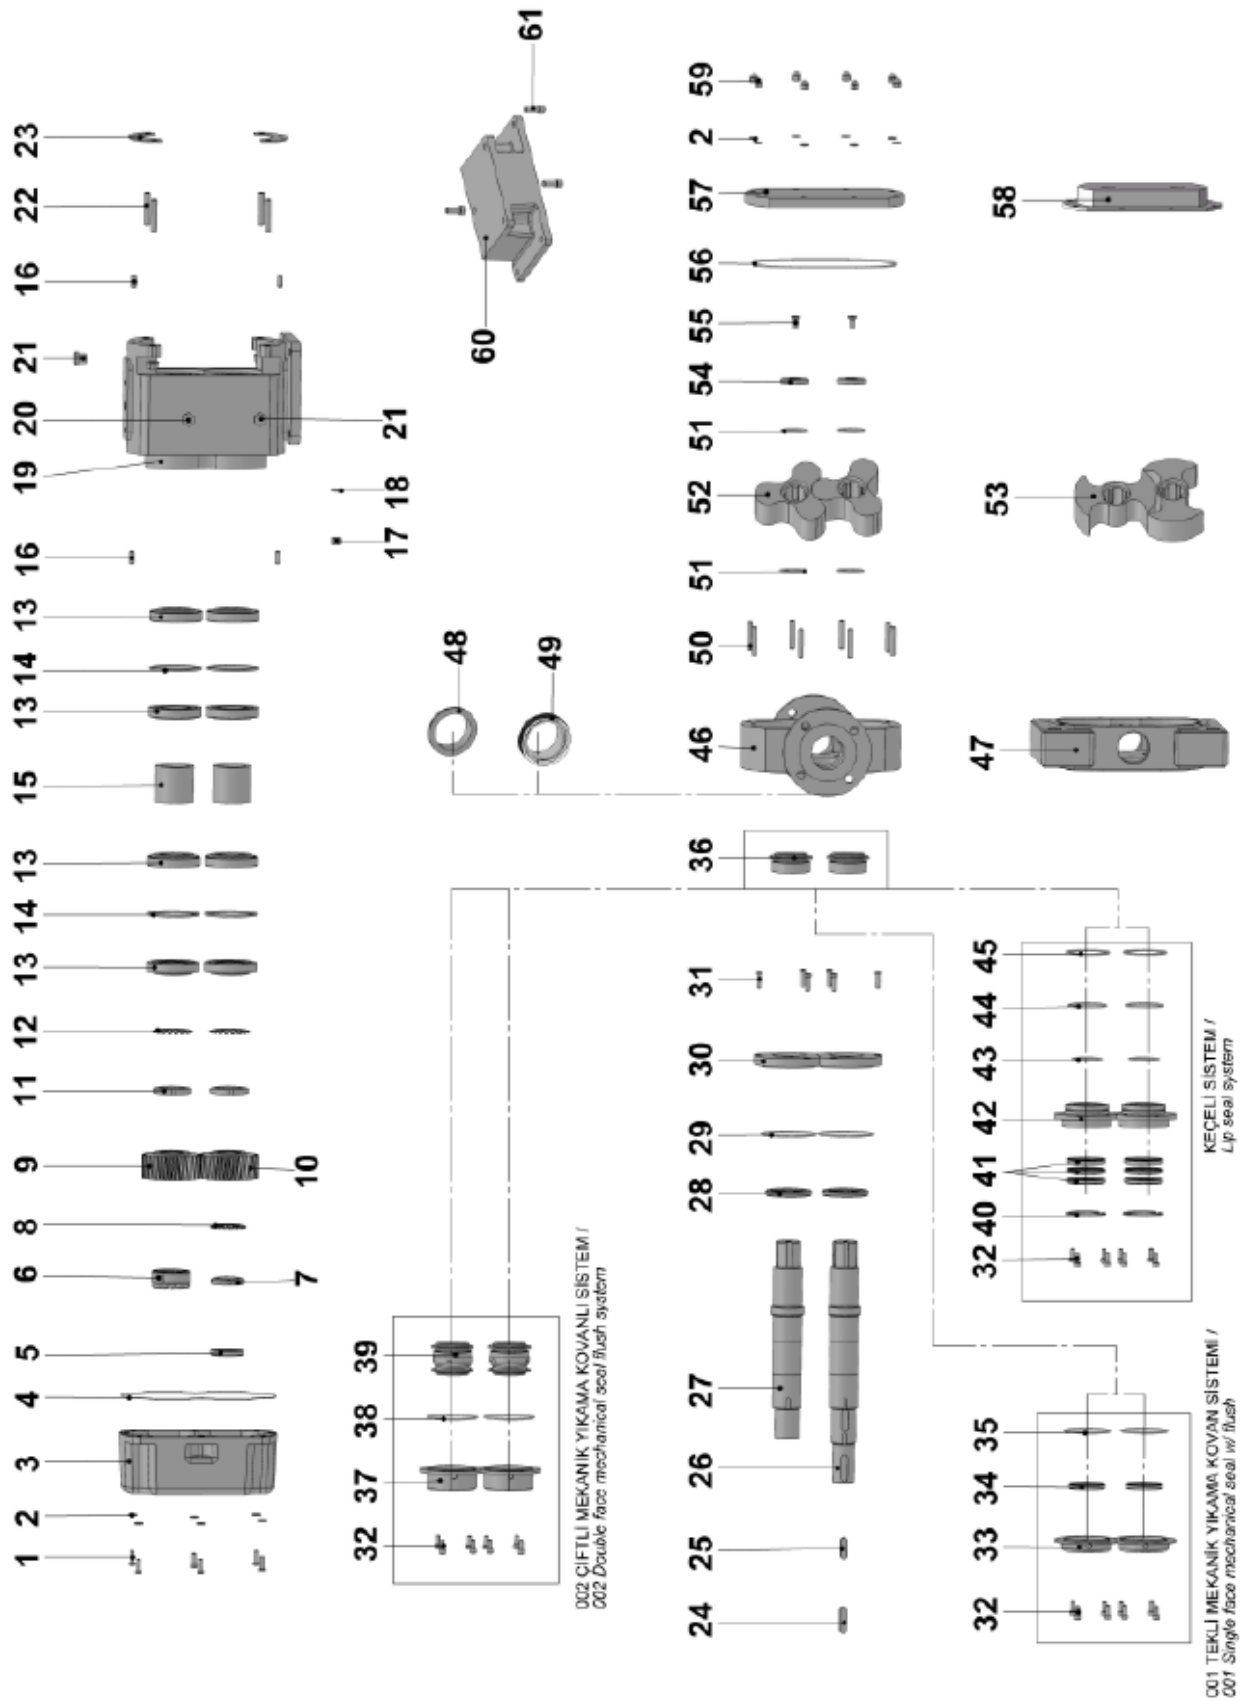 1 2 3 4 5 6 8 9 11 12 13 14 13 15 13 14 13 16 19 20 21 16 22 23
7 10
32 37 38 39
17 18 21
48 60 61
49
002 ÇİFTLİ MEKANİK YIKAMA KOVANLI SİSTEM /
002 Double face mechanical seal flush system
24 25 26 27 28 29 30 31 36 46 50 51 52 51 54 55 56 57 2 59
32 33 34 35
32 40 41 42 43 44 45
47 53 58
KEÇELİ SİSTEM /
Lip seal system
001 TEKLİ MEKANİK YIKAMA KOVAN SİSTEMİ /
001 Single face mechanical seal w/ flush